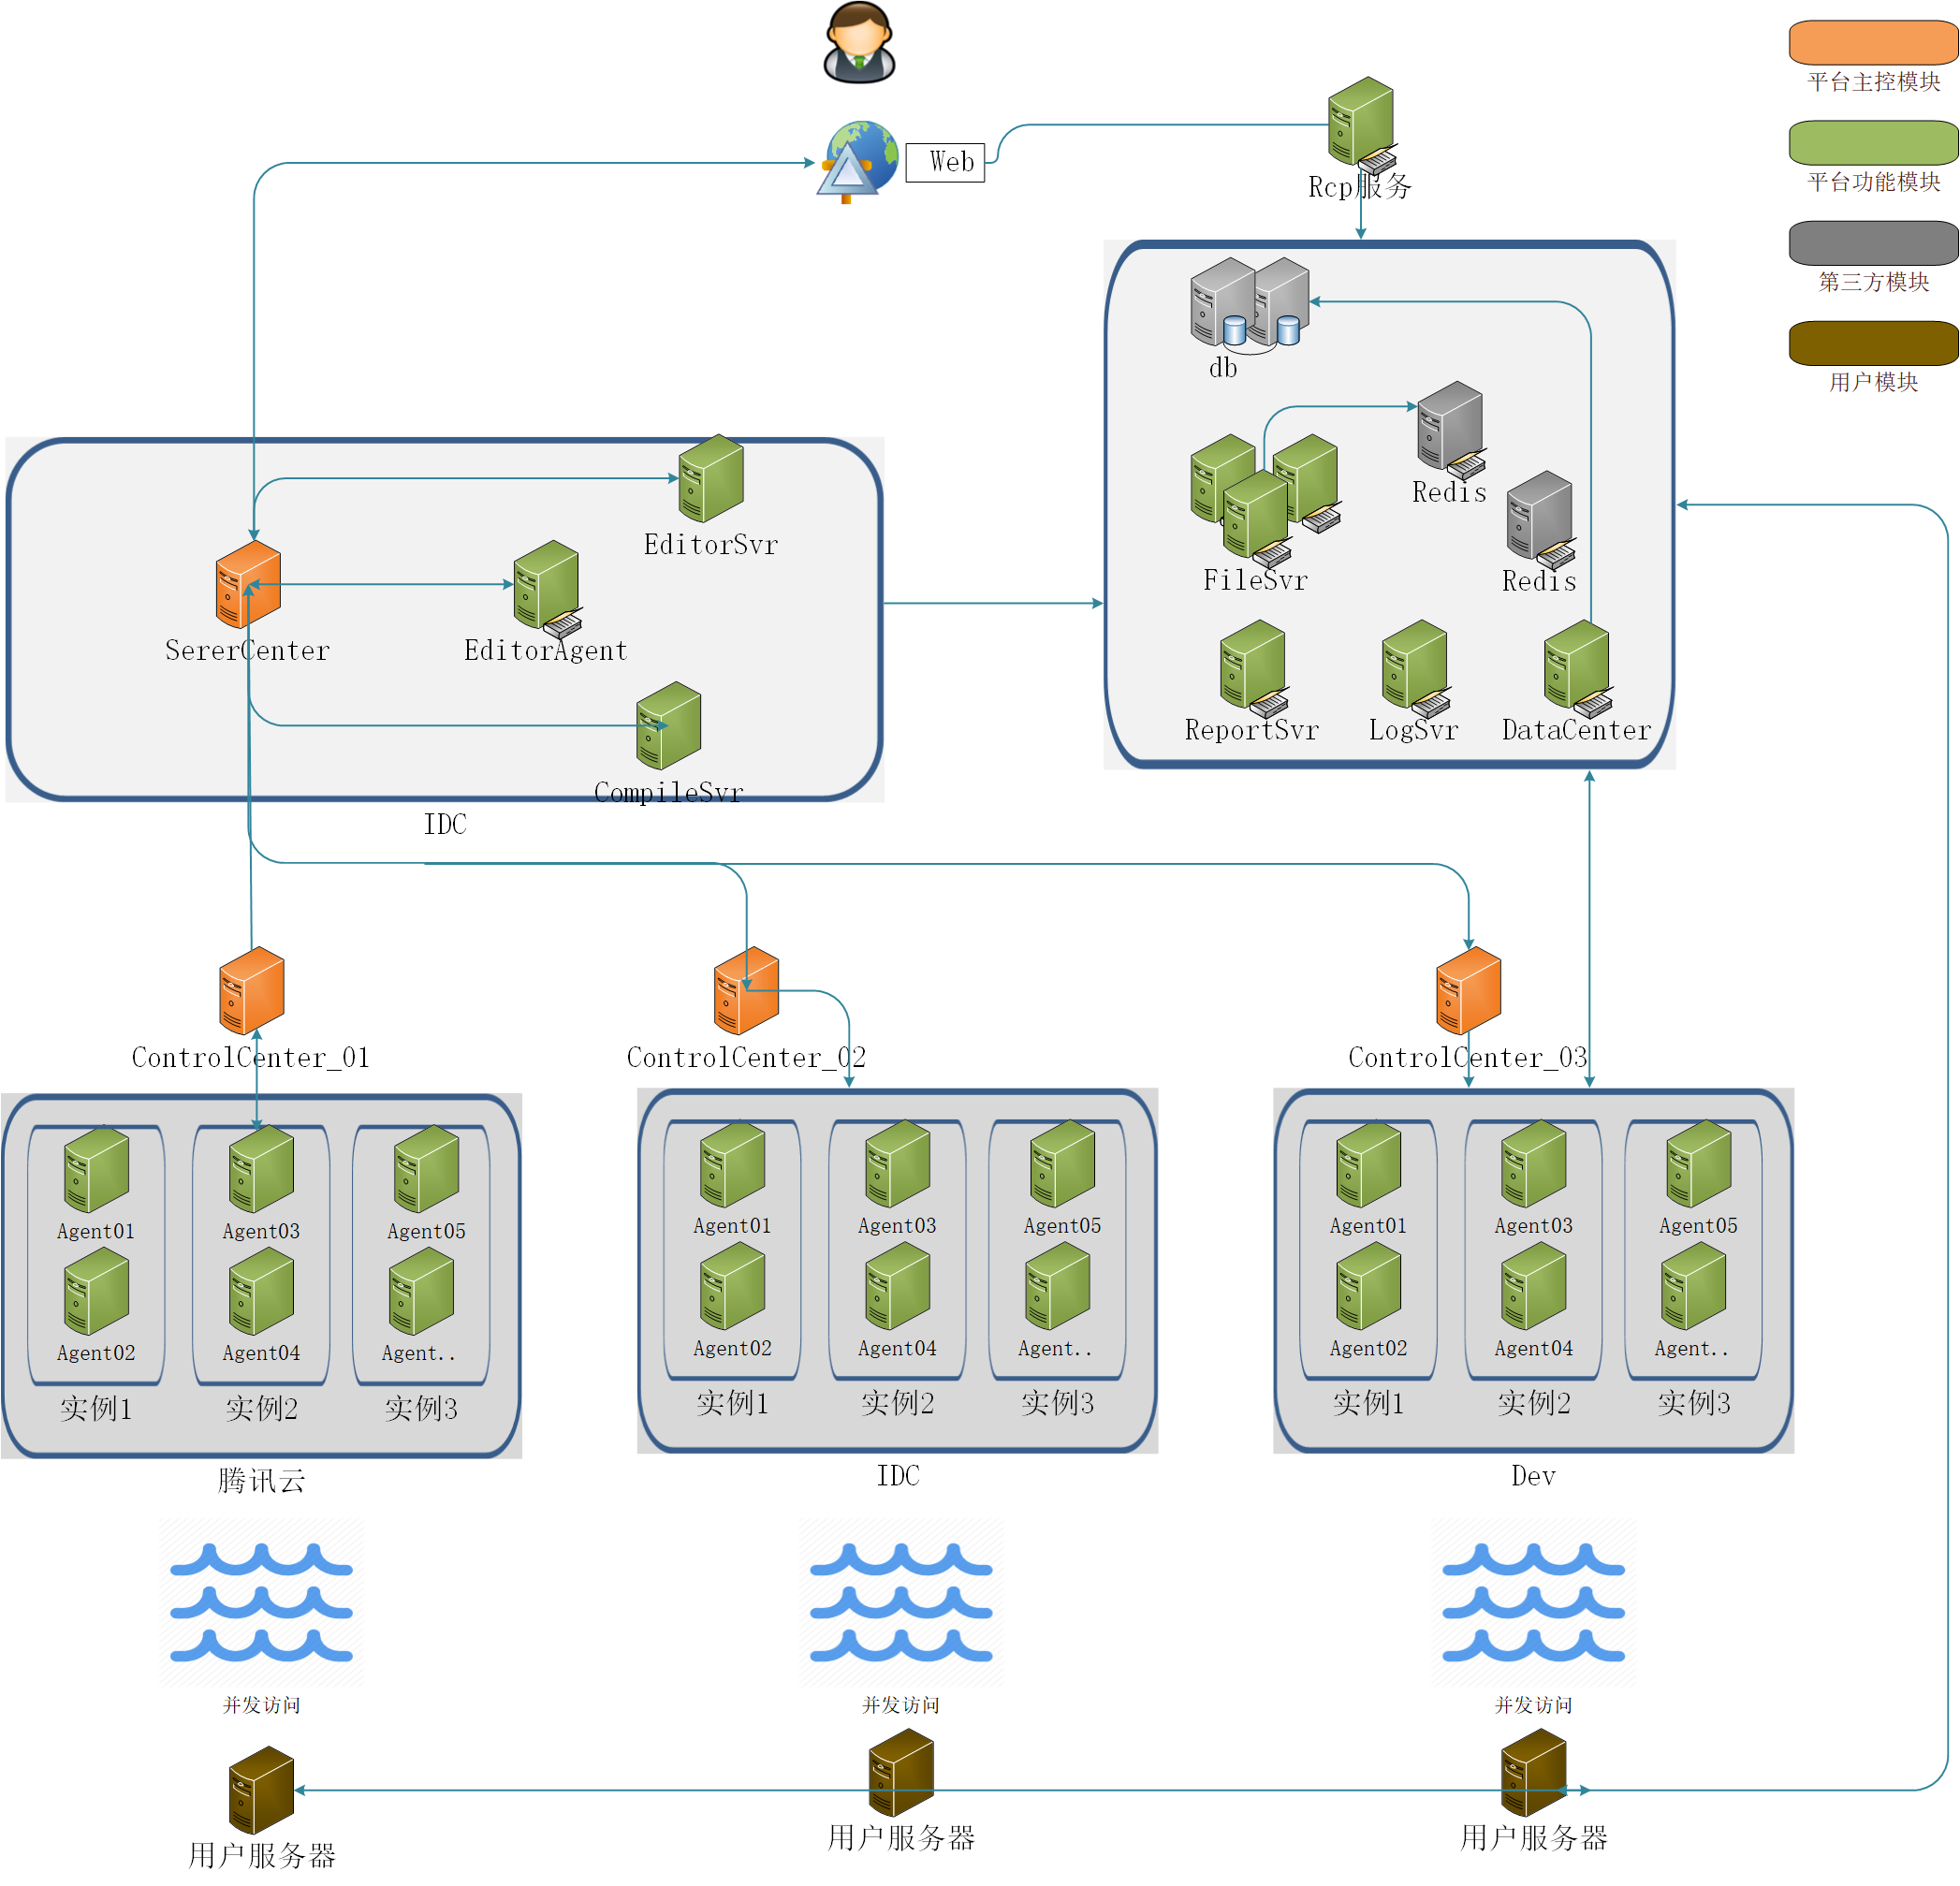 平台主控模块
Web
平台功能模块
Rcp服务
第三方模块
db
用户模块
Redis
EditorSvr
FileSvr
Redis
SererCenter
EditorAgent
ReportSvr
LogSvr
DataCenter
CompileSvr
IDC
ControlCenter_01
ControlCenter_02
ControlCenter_03
Agent01
Agent03
Agent05
Agent02
Agent04
Agent..
实例1
实例2
实例3
腾讯云
Agent01
Agent03
Agent05
Agent02
Agent04
Agent..
实例1
实例2
实例3
IDC
Agent01
Agent03
Agent05
Agent02
Agent04
Agent..
实例1
实例2
实例3
Dev
并发访问
并发访问
并发访问
用户服务器
用户服务器
用户服务器